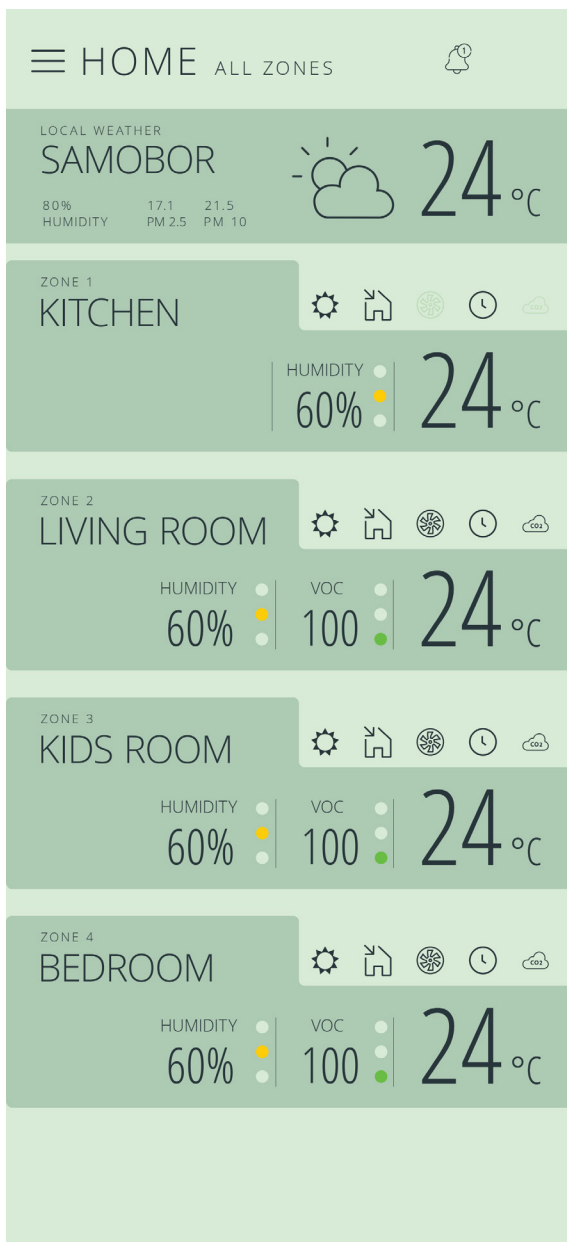 HOME ALL ZONES
1
LOCAL WEATHER
SAMOBOR
24 °C
80% 17.1 21.5
HUMIDITY PM 2.5 PM 10
ZONE 1
KITCHEN
CO2
HUMIDITY
60%
24 °C
ZONE 2
LIVING ROOM
CO2
HUMIDITY VOC
60% 100
24 °C
ZONE 3
KIDS ROOM
CO2
HUMIDITY VOC
60% 100
24 °C
ZONE 4
BEDROOM
CO2
HUMIDITY VOC
60% 100
24 °C